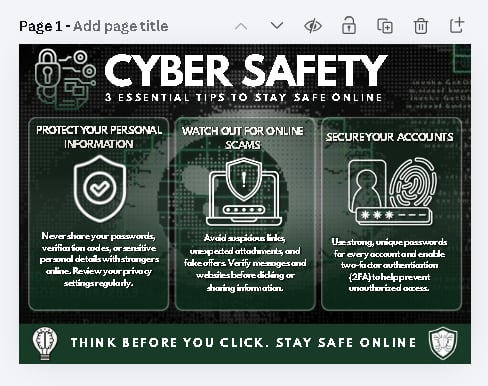 Page 1 - Add page title
CYBER SAFETY
3 ESSENTIAL TIPS TO STAY SAFE ONLINE
PROTECT YOUR PERSONAL
INFORMATION
Never share your passwords,
verification codes, or sensitive
personal details with strangers
online. Review your privacy
settings regularly.
WATCH OUT FOR ONLINE
SCAMS
Avoid suspicious links,
unexpected attachments, and
fake offers. Verify messages and
websites before clicking or
sharing information.
SECURE YOUR ACCOUNTS
Use strong, unique passwords
for every account and enable
two-factor authentication
(2FA) to help prevent
unauthorized access.
THINK BEFORE YOU CLICK. STAY SAFE ONLINE